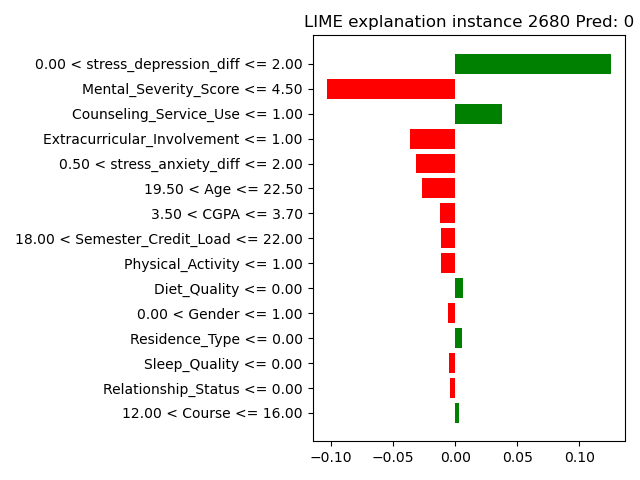 LIME explanation instance 2680 Pred: 0
0.00 < stress_depression_diff <= 2.00
Mental_Severity_Score <= 4.50
Counseling_Service_Use <= 1.00
Extracurricular_Involvement <= 1.00
0.50 < stress_anxiety_diff <= 2.00
19.50 < Age <= 22.50
3.50 < CGPA <= 3.70
18.00 < Semester_Credit_Load <= 22.00
Physical_Activity <= 1.00
Diet_Quality <= 0.00
0.00 < Gender <= 1.00
Residence_Type <= 0.00
Sleep_Quality <= 0.00
Relationship_Status <= 0.00
12.00 < Course <= 16.00
−0.10 −0.05 0.00 0.05 0.10